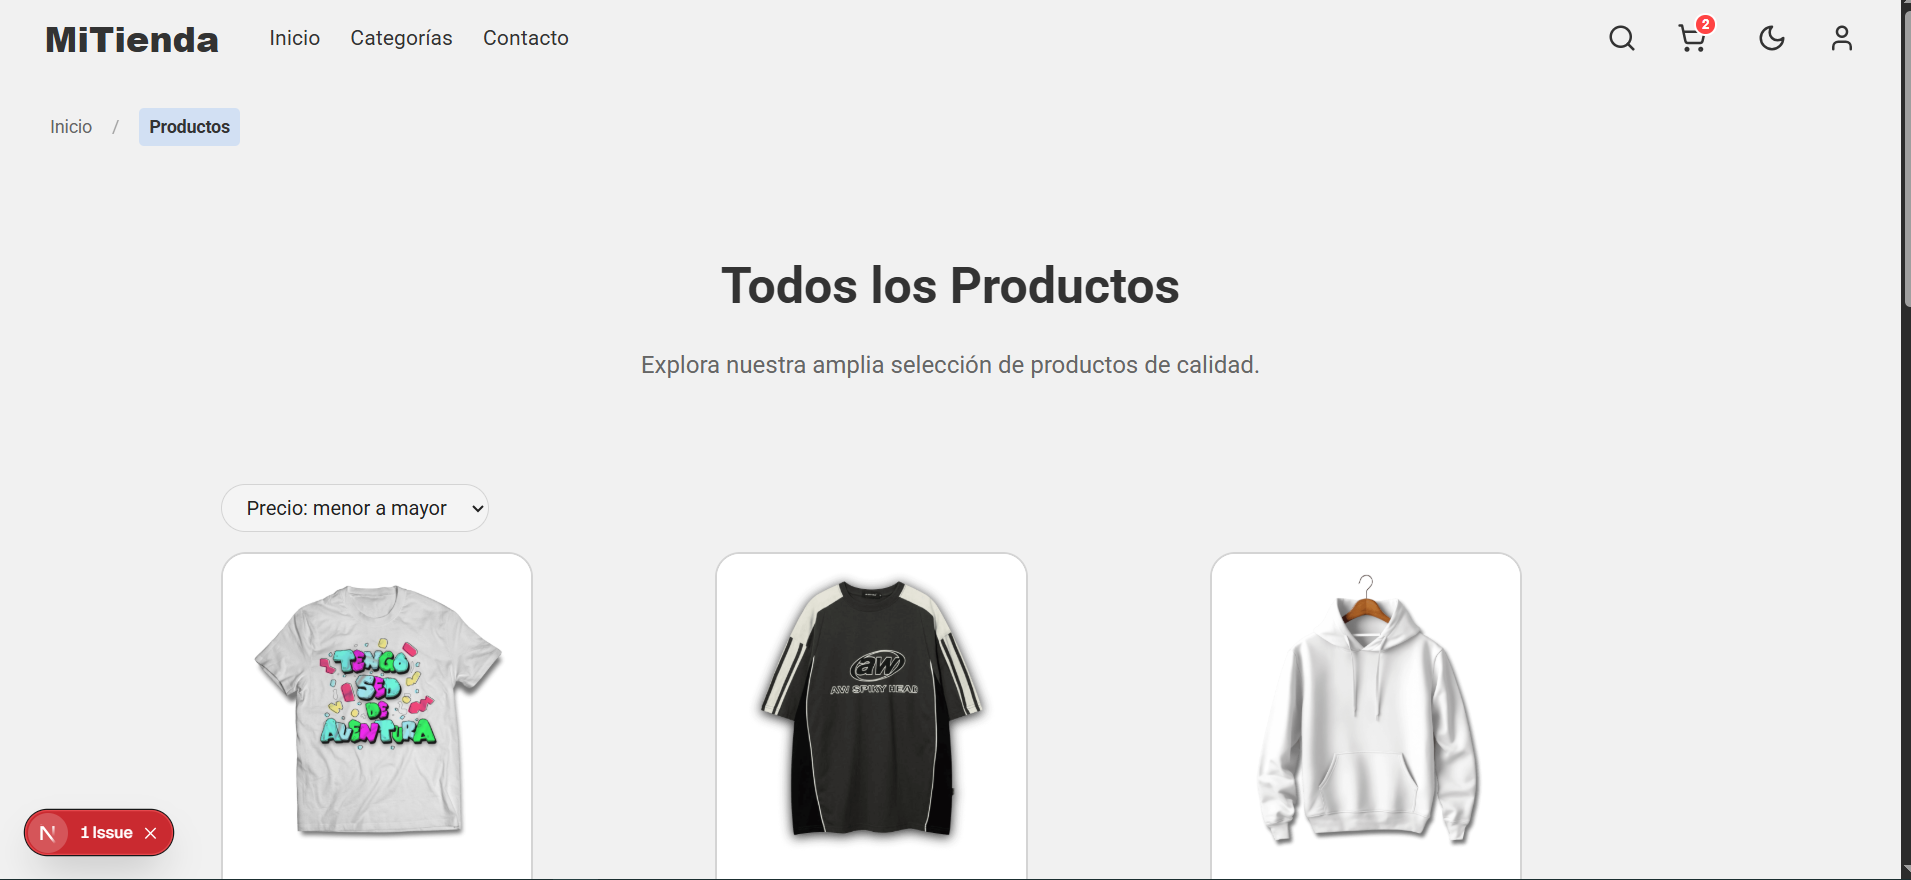 MiTienda Inicio Categorías Contacto 2
Inicio / Productos
Todos los Productos
Explora nuestra amplia selección de productos de calidad.
Precio: menor a mayor
TENGO
SED
DE
AVENTURA
aw
AW SPIKY HEAD
N 1 Issue